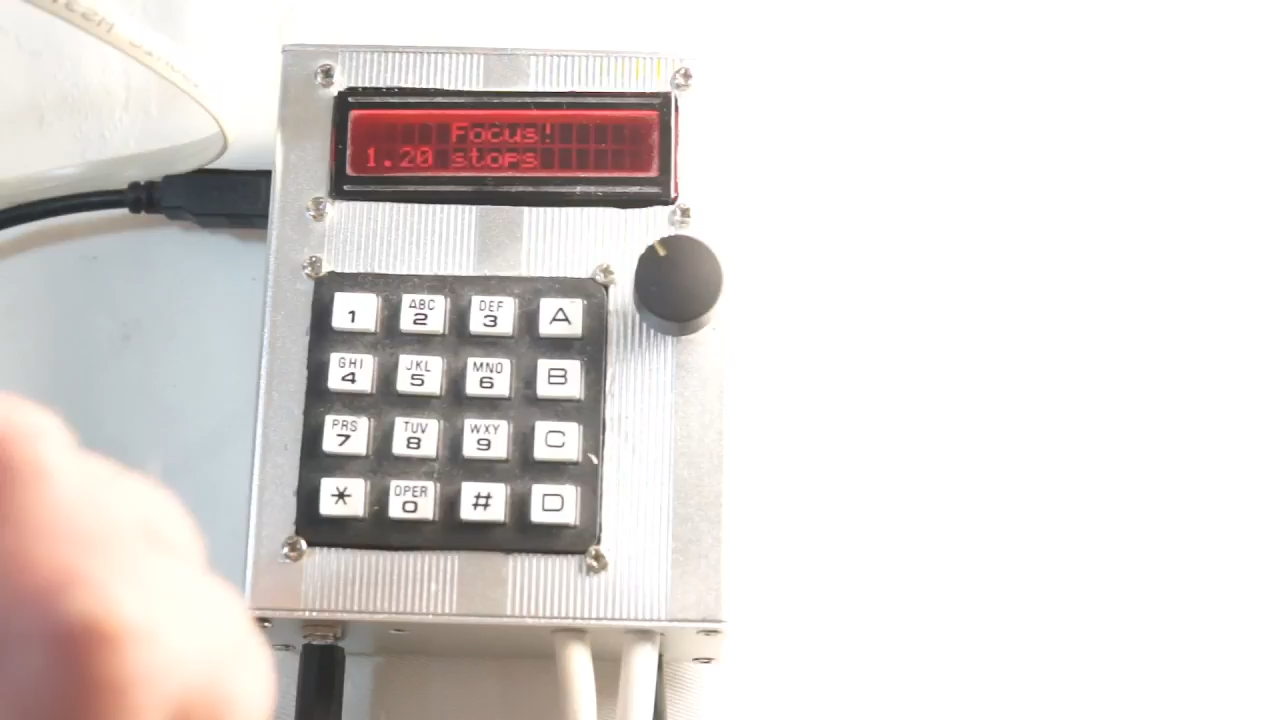 Focus!
1.20 stops
1
ABC
2
DEF
3
A
GHI
4
JKL
5
MNO
6
B
PRS
7
TUV
8
WXY
9
C
*
OPER
0
#
D